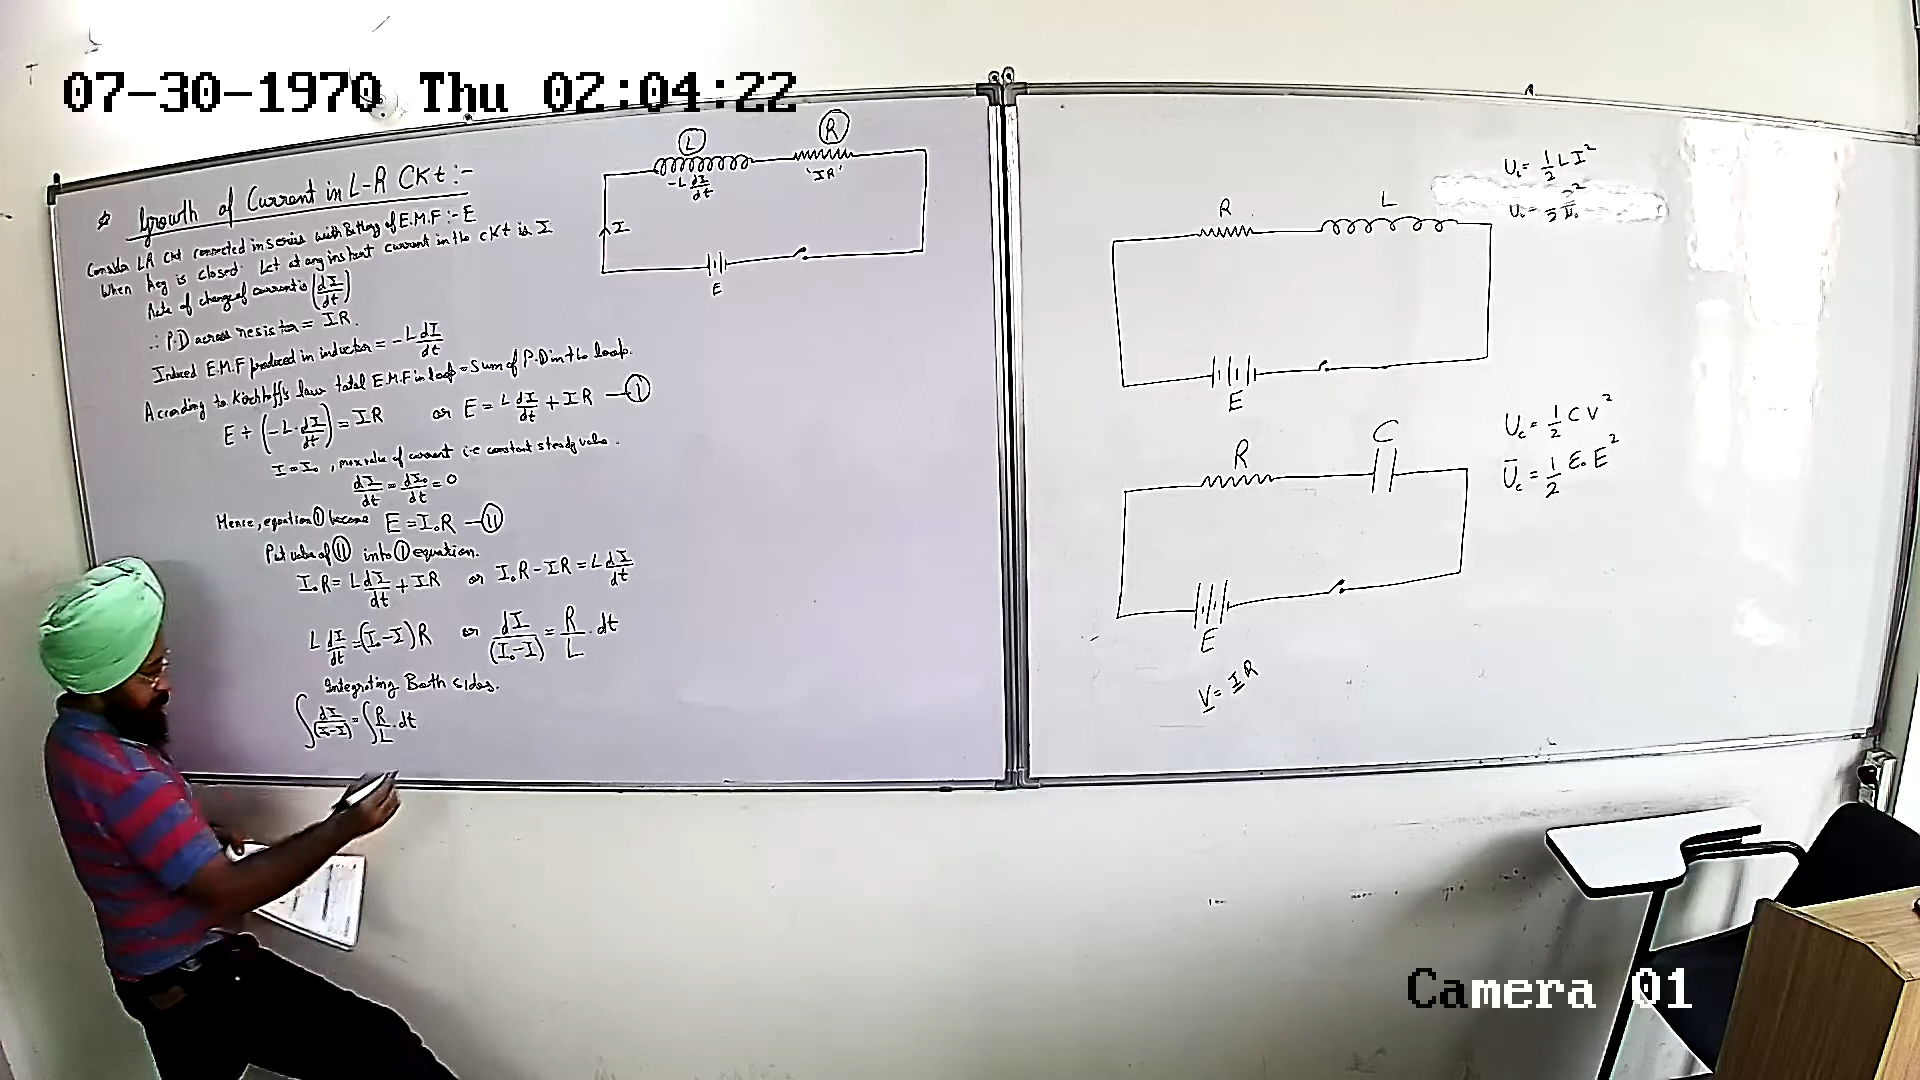 07-30-1970 Thu 02:04:22
Growth of Current in L-R CKt :-
Consider LR Ckt connected in series with Battery of E.M.F :- E
When key is closed. Let at any instant current in the cKt is I
Rate of change of current is (dI/dt)
∴ P.D across resistor = IR.
Induced E.M.F produced in inductor = -L dI/dt
According to Kirchhoff's law total E.M.F in loop = Sum of P.D in the loop.
E + (-L.dI/dt) = IR or E = L dI/dt + IR —(1)
I = I₀, max value of current i.e constant steady value.
dI/dt = dI₀/dt = 0
Hence, equation (1) become E = I₀R —(11)
Put value of (11) into (1) equation.
I₀R = L dI/dt + IR or I₀R - IR = L dI/dt
L dI/dt = (I₀-I)R or dI/(I₀-I) = R/L . dt
Integrating Both sides.
∫ dI/(I₀-I) = ∫ R/L . dt
L
R
-L dI/dt
'IR'
I
E
R
L
E
U = 1/2 L I²
R
C
E
U_c = 1/2 C V²
Ū_c = 1/2 ε₀ E²
V = IR
Camera 01